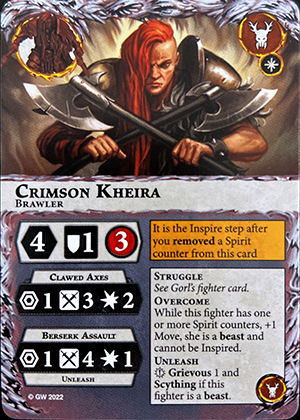 Crimson Kheira
Brawler
4 1 3
It is the Inspire step after
you removed a Spirit
counter from this card
Clawed Axes
1 3 2
Berserk Assault
1 4 1
Unleash
© GW 2022
Struggle
See Gorl's fighter card.
Overcome
While this fighter has one
or more Spirit counters, +1
Move, she is a beast and
cannot be Inspired.
Unleash
Grievous 1 and
Scything if this
fighter is a beast.